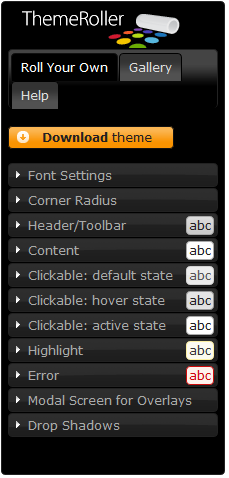 ThemeRoller
Roll Your Own Gallery
Help
Download theme
Font Settings
Corner Radius
Header/Toolbar abc
Content abc
Clickable: default state abc
Clickable: hover state abc
Clickable: active state abc
Highlight abc
Error abc
Modal Screen for Overlays
Drop Shadows